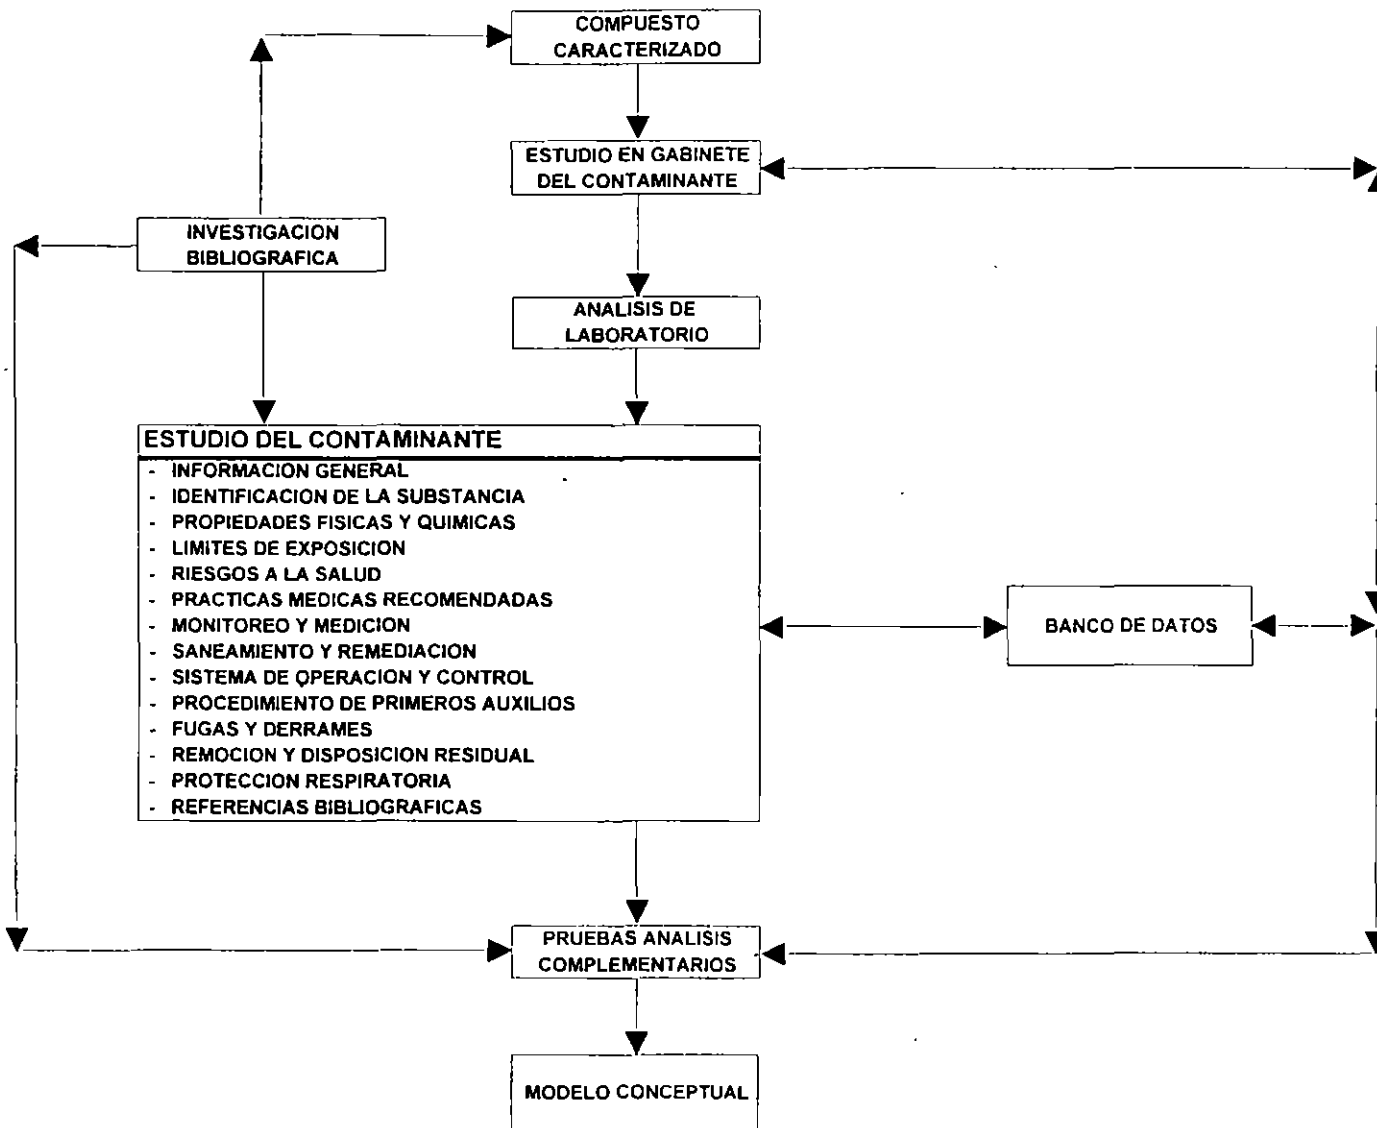 COMPUESTO
CARACTERIZADO
ESTUDIO EN GABINETE
DEL CONTAMINANTE
INVESTIGACION
BIBLIOGRAFICA
ANALISIS DE
LABORATORIO
ESTUDIO DEL CONTAMINANTE
- INFORMACION GENERAL
- IDENTIFICACION DE LA SUBSTANCIA
- PROPIEDADES FISICAS Y QUIMICAS
- LIMITES DE EXPOSICION
- RIESGOS A LA SALUD
- PRACTICAS MEDICAS RECOMENDADAS
- MONITOREO Y MEDICION
- SANEAMIENTO Y REMEDIACION
- SISTEMA DE OPERACION Y CONTROL
- PROCEDIMIENTO DE PRIMEROS AUXILIOS
- FUGAS Y DERRAMES
- REMOCION Y DISPOSICION RESIDUAL
- PROTECCION RESPIRATORIA
- REFERENCIAS BIBLIOGRAFICAS
BANCO DE DATOS
PRUEBAS ANALISIS
COMPLEMENTARIOS
MODELO CONCEPTUAL